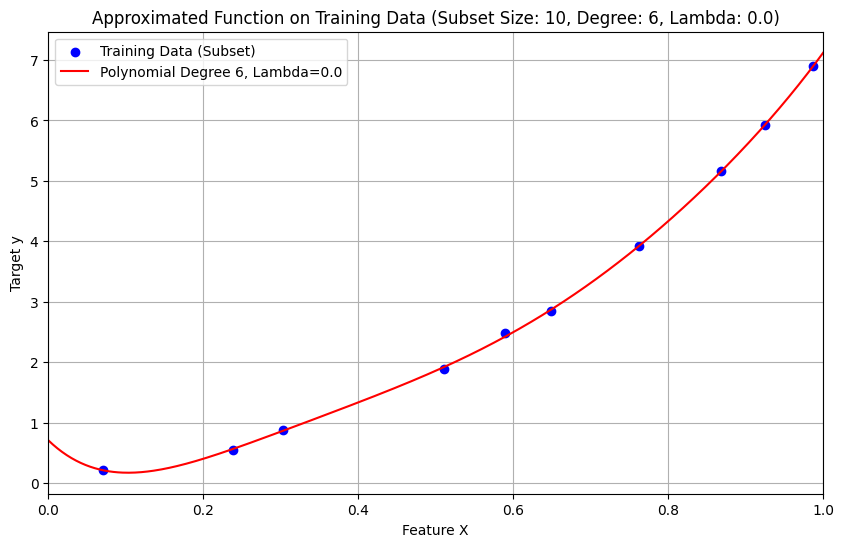 Approximated Function on Training Data (Subset Size: 10, Degree: 6, Lambda: 0.0)
Training Data (Subset)
Polynomial Degree 6, Lambda=0.0
Target y
7
6
5
4
3
2
1
0
0.0 0.2 0.4 0.6 0.8 1.0
Feature X